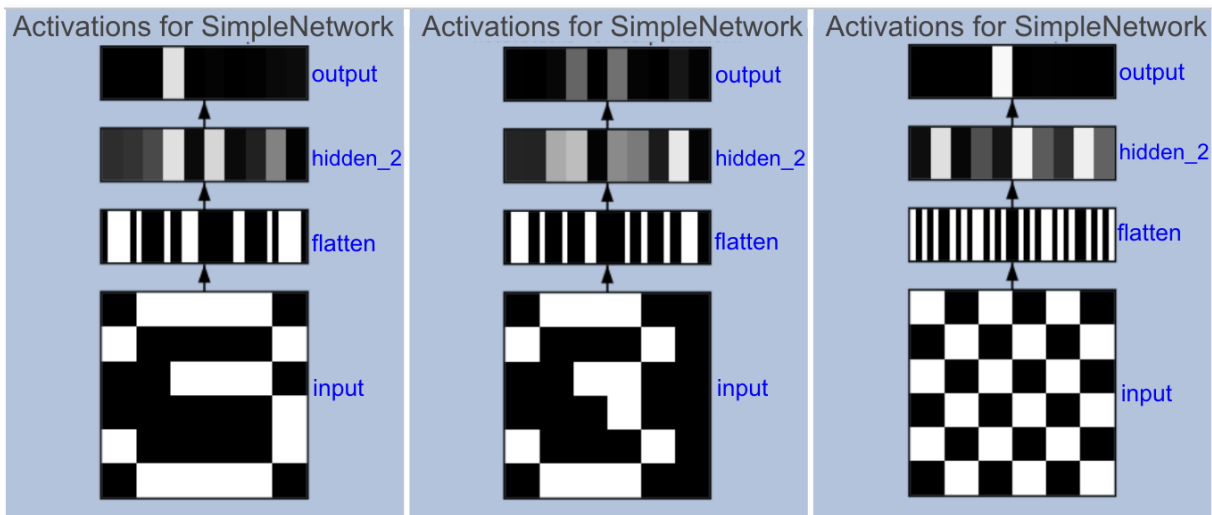 Activations for SimpleNetwork
output
hidden_2
flatten
input
Activations for SimpleNetwork
output
hidden_2
flatten
input
Activations for SimpleNetwork
output
hidden_2
flatten
input